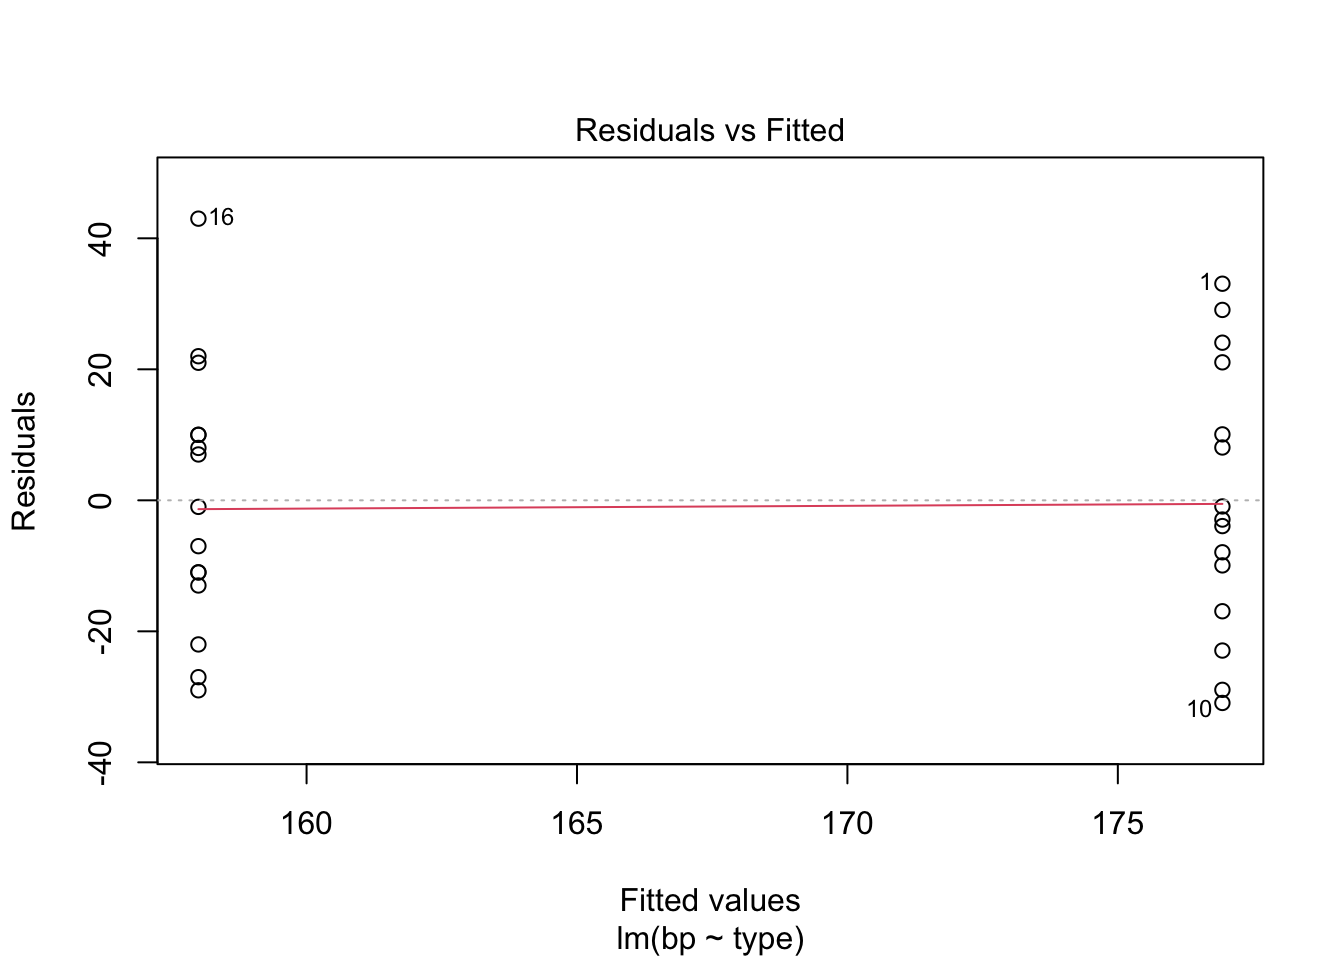 Residuals vs Fitted
Residuals
40
20
0
-20
-40
16
1
10
160 165 170 175
Fitted values
lm(bp ~ type)